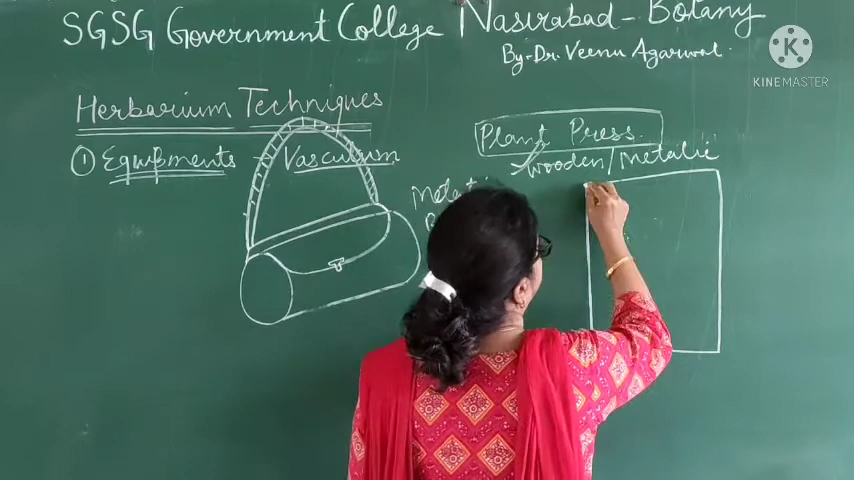 SGSG Government College Nasirabad - Botany
By:- Dr. Veenu Agarwal.
KINEMASTER
Herbarium Techniques
① Equipments - Vasculum
Plant Press
Wooden/Metalic